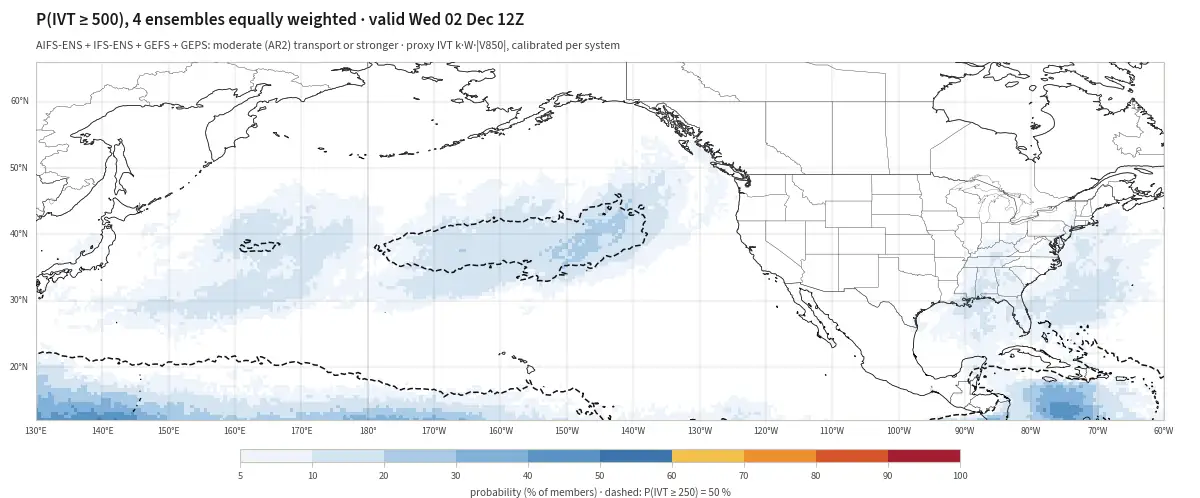 P(IVT ≥ 500), 4 ensembles equally weighted · valid Wed 02 Dec 12Z
AIFS-ENS + IFS-ENS + GEFS + GEPS: moderate (AR2) transport or stronger · proxy IVT k·W·|V850|, calibrated per system
60°N
50°N
40°N
30°N
20°N
130°E 140°E 150°E 160°E 170°E 180° 170°W 160°W 150°W 140°W 130°W 120°W 110°W 100°W 90°W 80°W 70°W 60°W
5 10 20 30 40 50 60 70 80 90 100
probability (% of members) · dashed: P(IVT ≥ 250) = 50 %